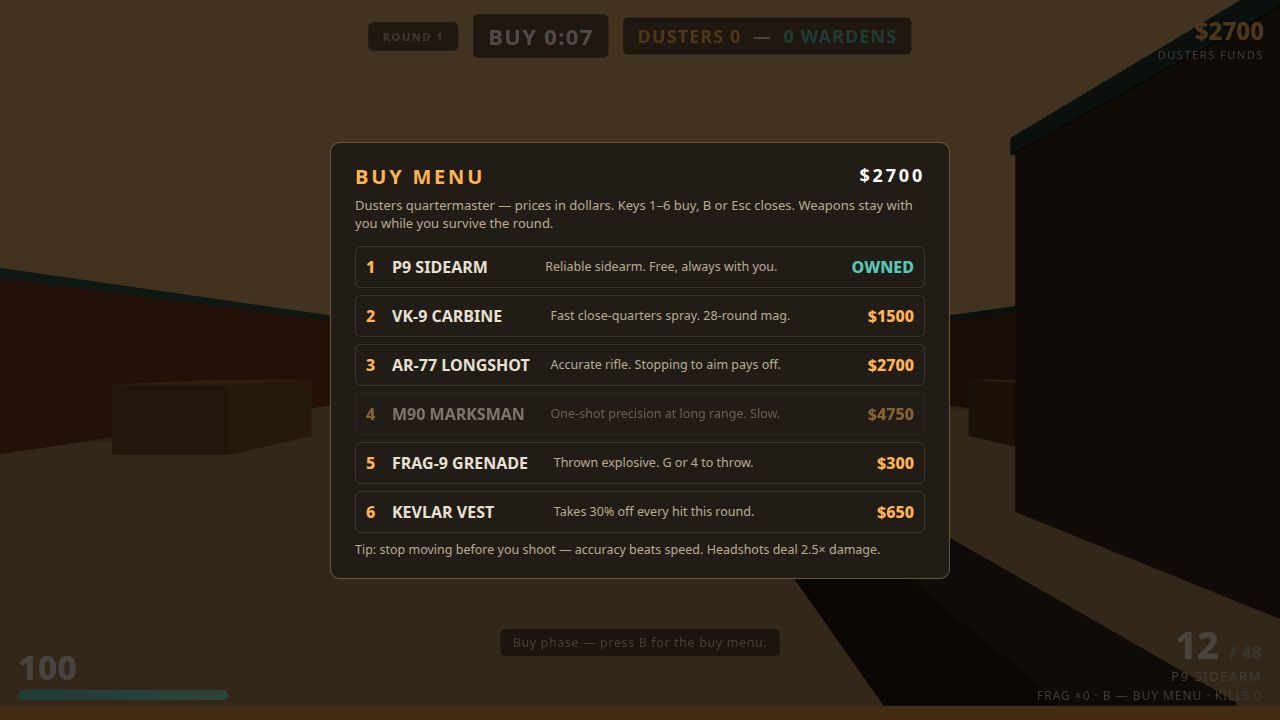 ROUND 1
BUY 0:07
DUSTERS 0 — 0 WARDENS
$2700
DUSTERS FUNDS
BUY MENU
$2700
Dusters quartermaster — prices in dollars. Keys 1–6 buy, B or Esc closes. Weapons stay with
you while you survive the round.
1 P9 SIDEARM Reliable sidearm. Free, always with you. OWNED
2 VK-9 CARBINE Fast close-quarters spray. 28-round mag. $1500
3 AR-77 LONGSHOT Accurate rifle. Stopping to aim pays off. $2700
4 M90 MARKSMAN One-shot precision at long range. Slow. $4750
5 FRAG-9 GRENADE Thrown explosive. G or 4 to throw. $300
6 KEVLAR VEST Takes 30% off every hit this round. $650
Tip: stop moving before you shoot — accuracy beats speed. Headshots deal 2.5× damage.
Buy phase — press B for the buy menu.
100
12 / 48
P9 SIDEARM
FRAG ×0 · B — BUY MENU · KILLS 0